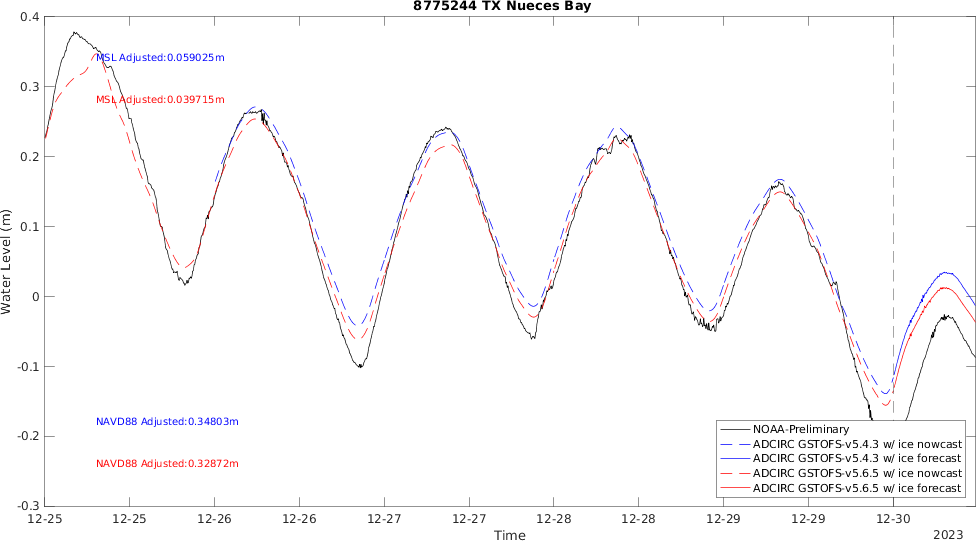 8775244 TX Nueces Bay
0.4
MSL Adjusted:0.059025m
0.3
MSL Adjusted:0.039715m
0.2
0.1
Water Level (m)
0
-0.1
NAVD88 Adjusted:0.34803m
NOAA-Preliminary
-0.2
ADCIRC GSTOFS-v5.4.3 w/ ice nowcast
ADCIRC GSTOFS-v5.4.3 w/ ice forecast
NAVD88 Adjusted:0.32872m
ADCIRC GSTOFS-v5.6.5 w/ ice nowcast
ADCIRC GSTOFS-v5.6.5 w/ ice forecast
-0.3
12-25 12-25 12-26 12-26 12-27 12-27 12-28 12-28 12-29 12-29 12-30
Time
2023